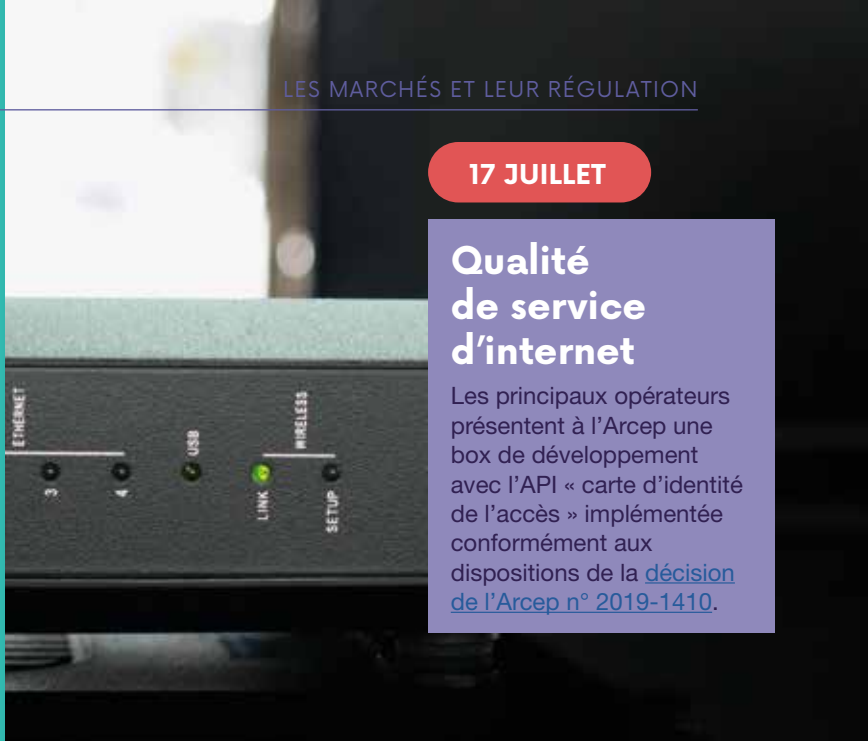 LES MARCHÉS ET LEUR RÉGULATION
17 JUILLET
Qualité
de service
d’internet
Les principaux opérateurs
présentent à l’Arcep une
box de développement
avec l’API « carte d’identité
de l’accès » implémentée
conformément aux
dispositions de la décision
de l’Arcep n° 2019-1410.
ETHERNET
3
4
USB
WIRELESS
LINK
SETUP